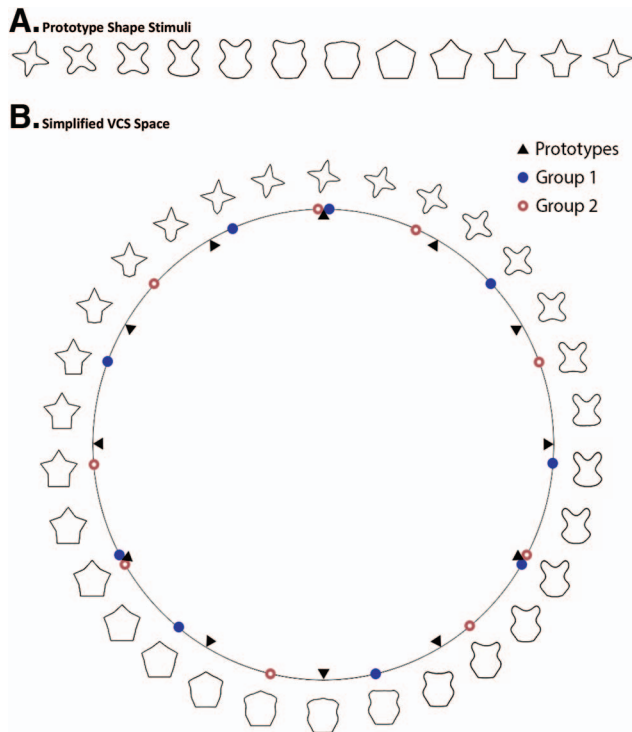 A. Prototype Shape Stimuli
B. Simplified VCS Space
Prototypes
Group 1
Group 2